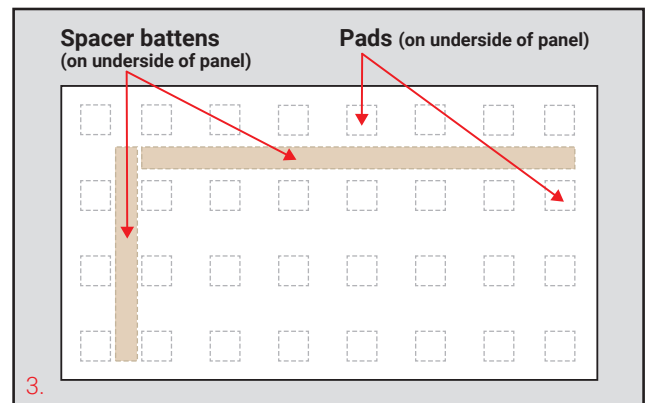 Spacer battens
(on underside of panel)
Pads (on underside of panel)
3.